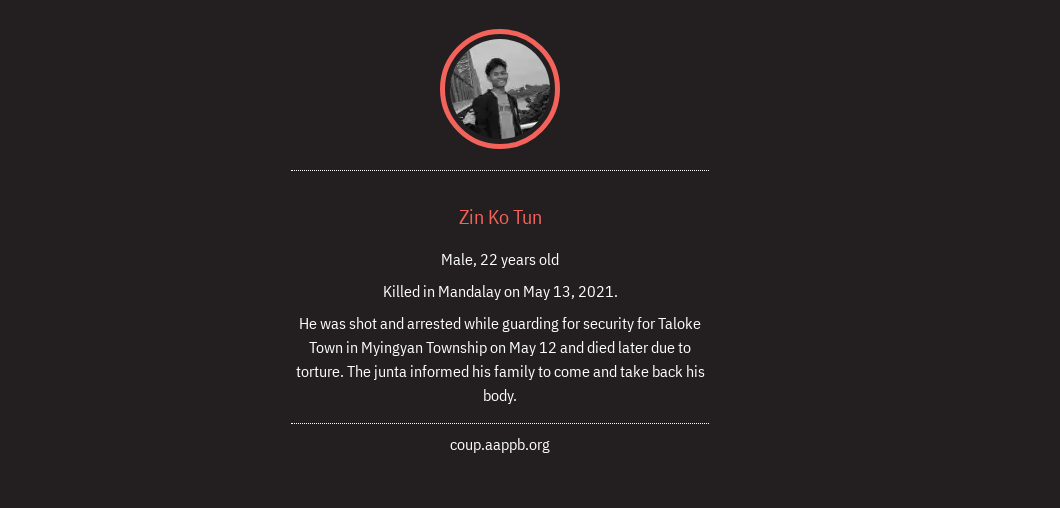 Zin Ko Tun
Male, 22 years old
Killed in Mandalay on May 13, 2021.
He was shot and arrested while guarding for security for Taloke
Town in Myingyan Township on May 12 and died later due to
torture. The junta informed his family to come and take back his
body.
coup.aappb.org